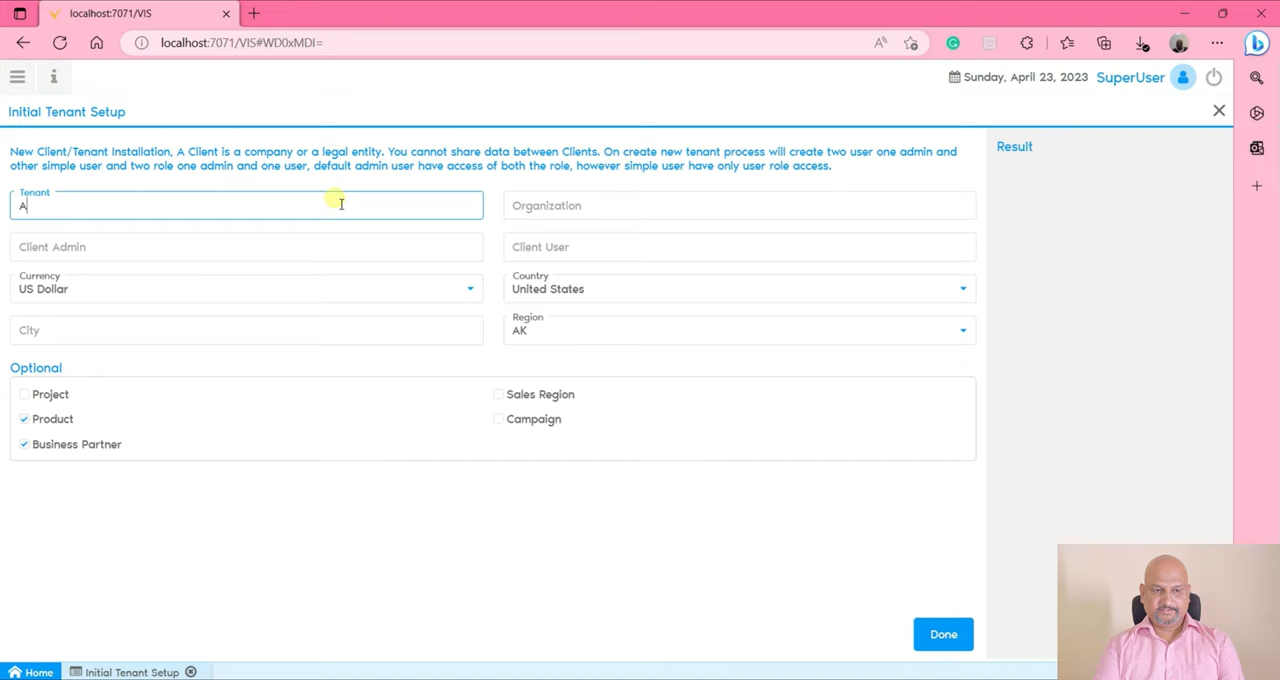 localhost:7071/VIS
localhost:7071/VIS#WD0xMDI=
Sunday, April 23, 2023 SuperUser
Initial Tenant Setup
New Client/Tenant Installation, A Client is a company or a legal entity. You cannot share data between Clients. On create new tenant process will create two user one admin and
other simple user and two role one admin and one user, default admin user have access of both the role, however simple user have only user role access.
Result
Tenant
A
Organization
Client Admin
Client User
Currency
US Dollar
Country
United States
City
Region
AK
Optional
Project
Sales Region
Product
Campaign
Business Partner
Done
Home
Initial Tenant Setup